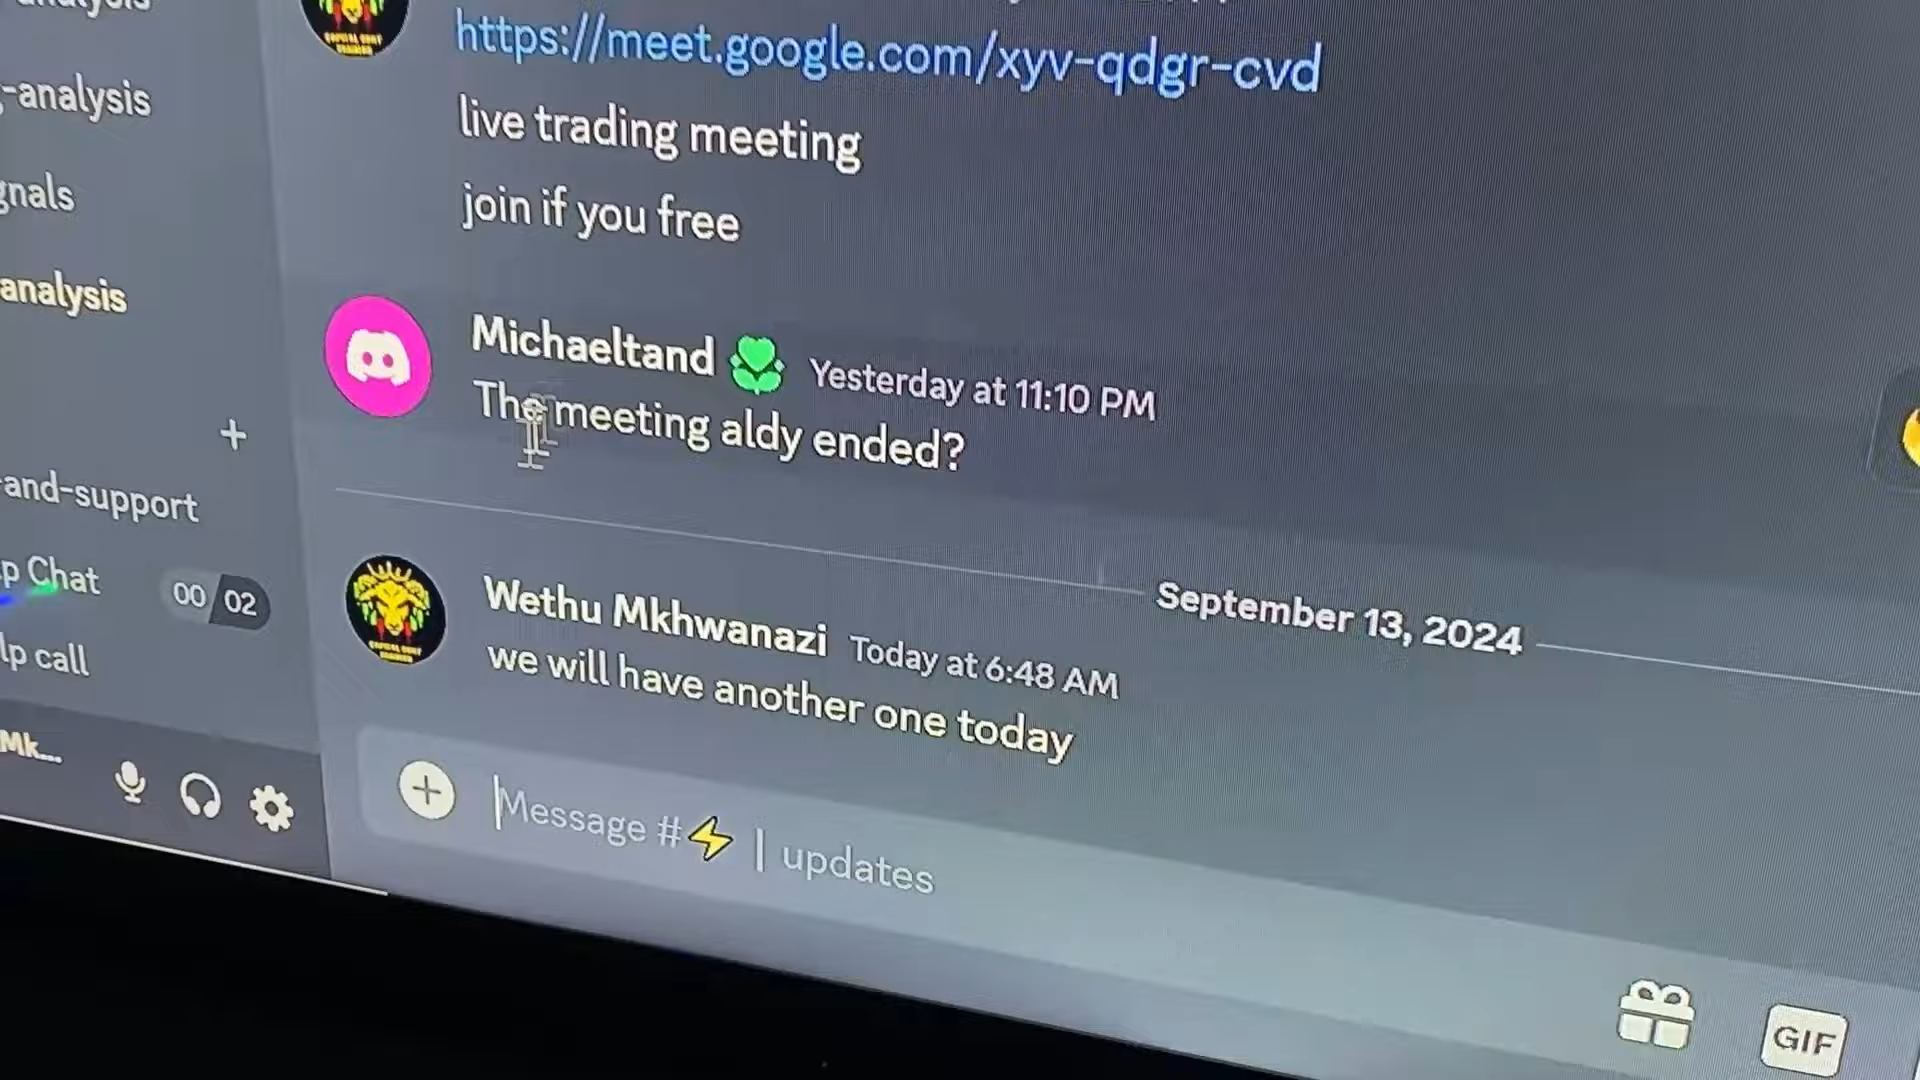 https://meet.google.com/xyv-qdgr-cvd
live trading meeting
join if you free
Michaeltand Yesterday at 11:10 PM
The meeting aldy ended?
September 13, 2024
Wethu Mkhwanazi Today at 6:48 AM
we will have another one today
Message #⚡ | updates
GIF
-analysis
gnals
analysis
+
-and-support
p Chat 00 02
lp call
Mk...